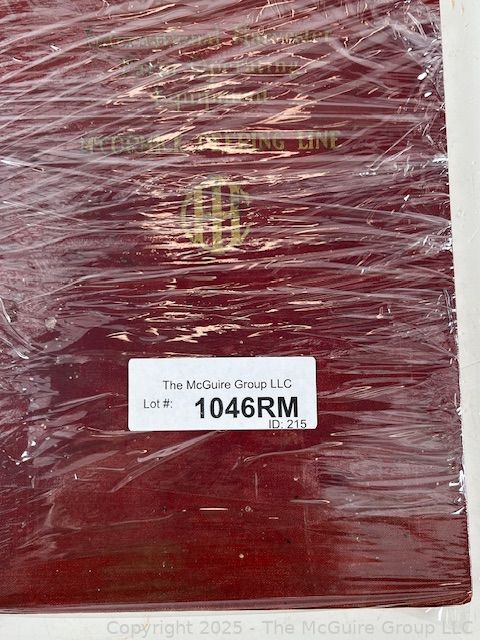 International Harvester
Farm Operating
Equipment
McCORMICK-DEERING LINE
IHC
The McGuire Group LLC
Lot #: 1046RM
ID: 215
Copyright 2025 - The McGuire Group LLC